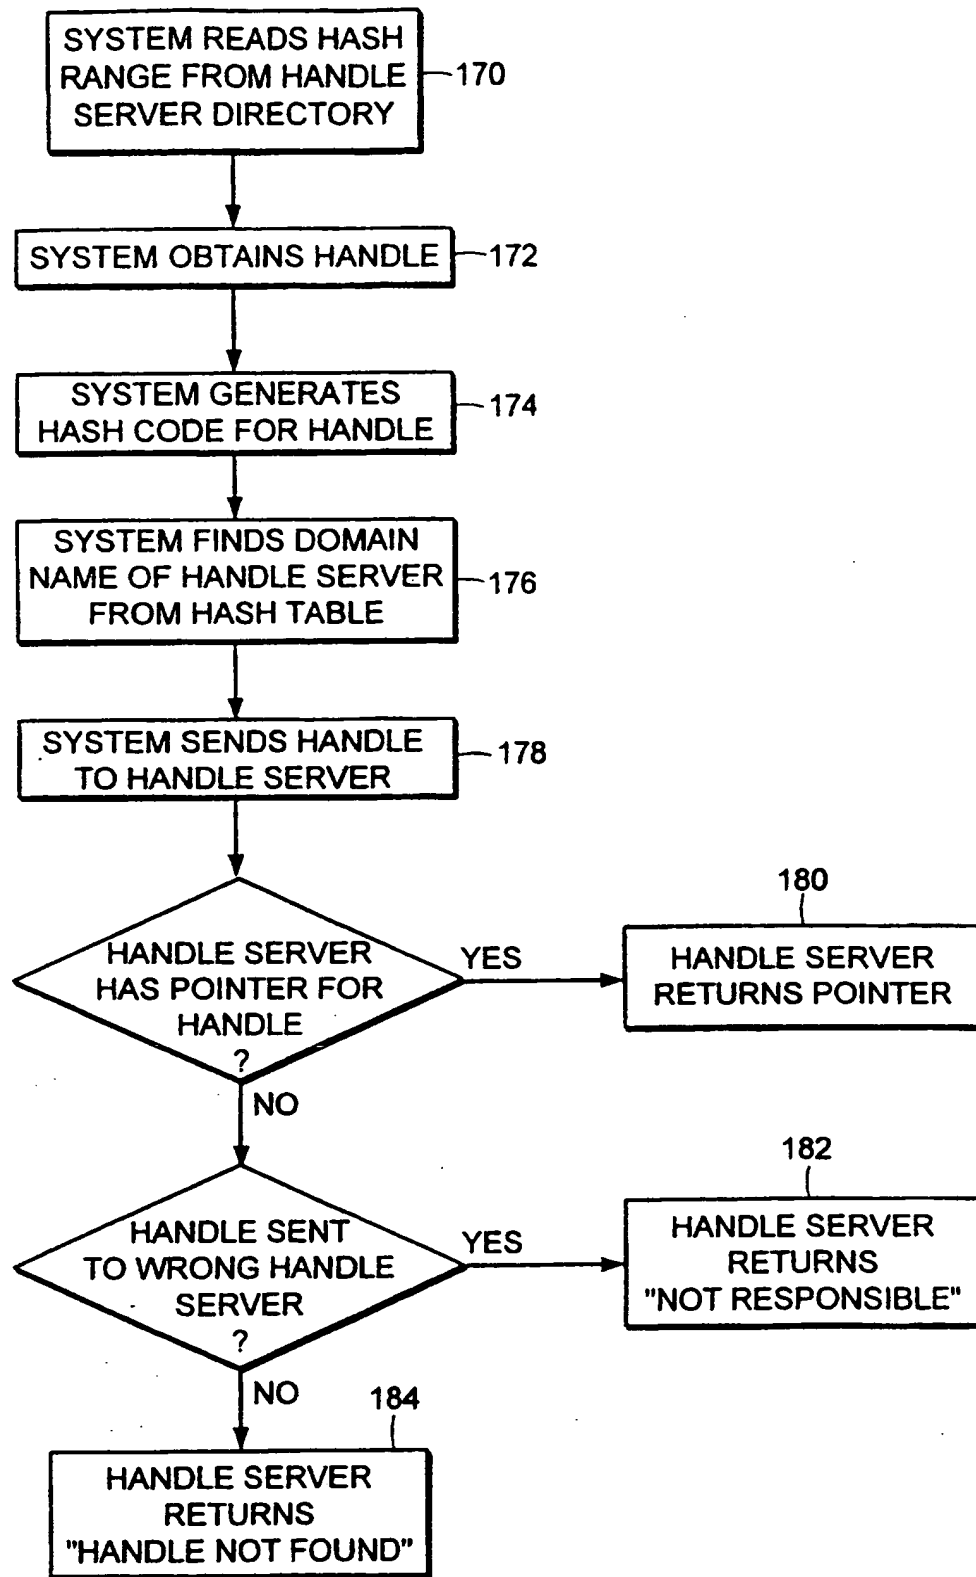 SYSTEM READS HASH
RANGE FROM HANDLE
SERVER DIRECTORY
170
SYSTEM OBTAINS HANDLE
172
SYSTEM GENERATES
HASH CODE FOR HANDLE
174
SYSTEM FINDS DOMAIN
NAME OF HANDLE SERVER
FROM HASH TABLE
176
SYSTEM SENDS HANDLE
TO HANDLE SERVER
178
HANDLE SERVER
HAS POINTER FOR
HANDLE
?
YES
180
HANDLE SERVER
RETURNS POINTER
NO
HANDLE SENT
TO WRONG HANDLE
SERVER
?
YES
182
HANDLE SERVER
RETURNS
"NOT RESPONSIBLE"
NO
184
HANDLE SERVER
RETURNS
"HANDLE NOT FOUND"